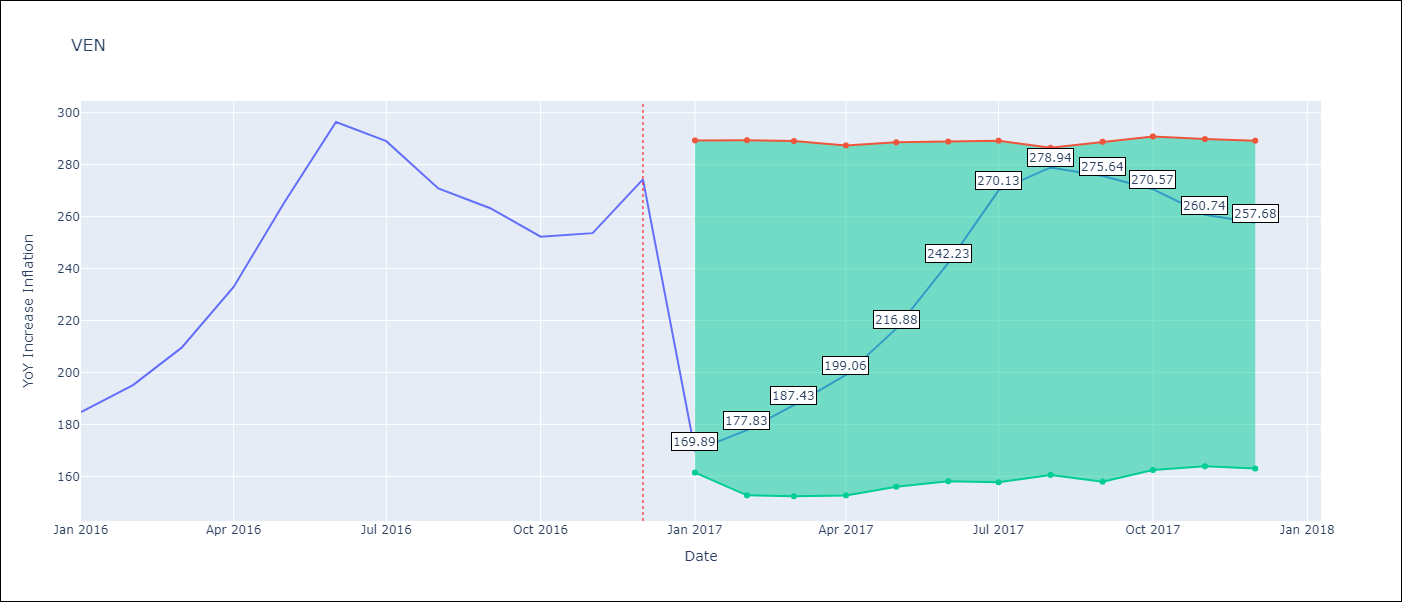 VEN
300
280
260
240
220
200
180
160
YoY Increase Inflation
169.89
177.83
187.43
199.06
216.88
242.23
270.13
278.94
275.64
270.57
260.74
257.68
Jan 2016
Apr 2016
Jul 2016
Oct 2016
Jan 2017
Apr 2017
Jul 2017
Oct 2017
Jan 2018
Date